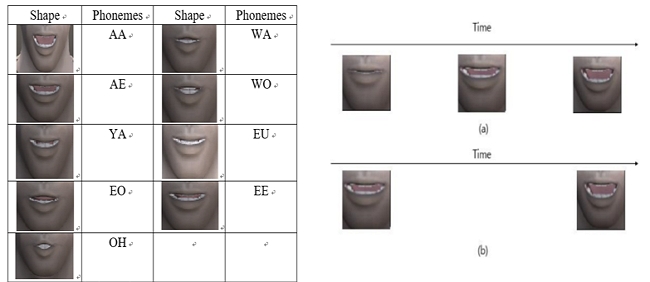 Shape Phonemes Shape Phonemes
AA WA
AE WO
YA EU
EO EE
OH
Time
(a)
Time
(b)